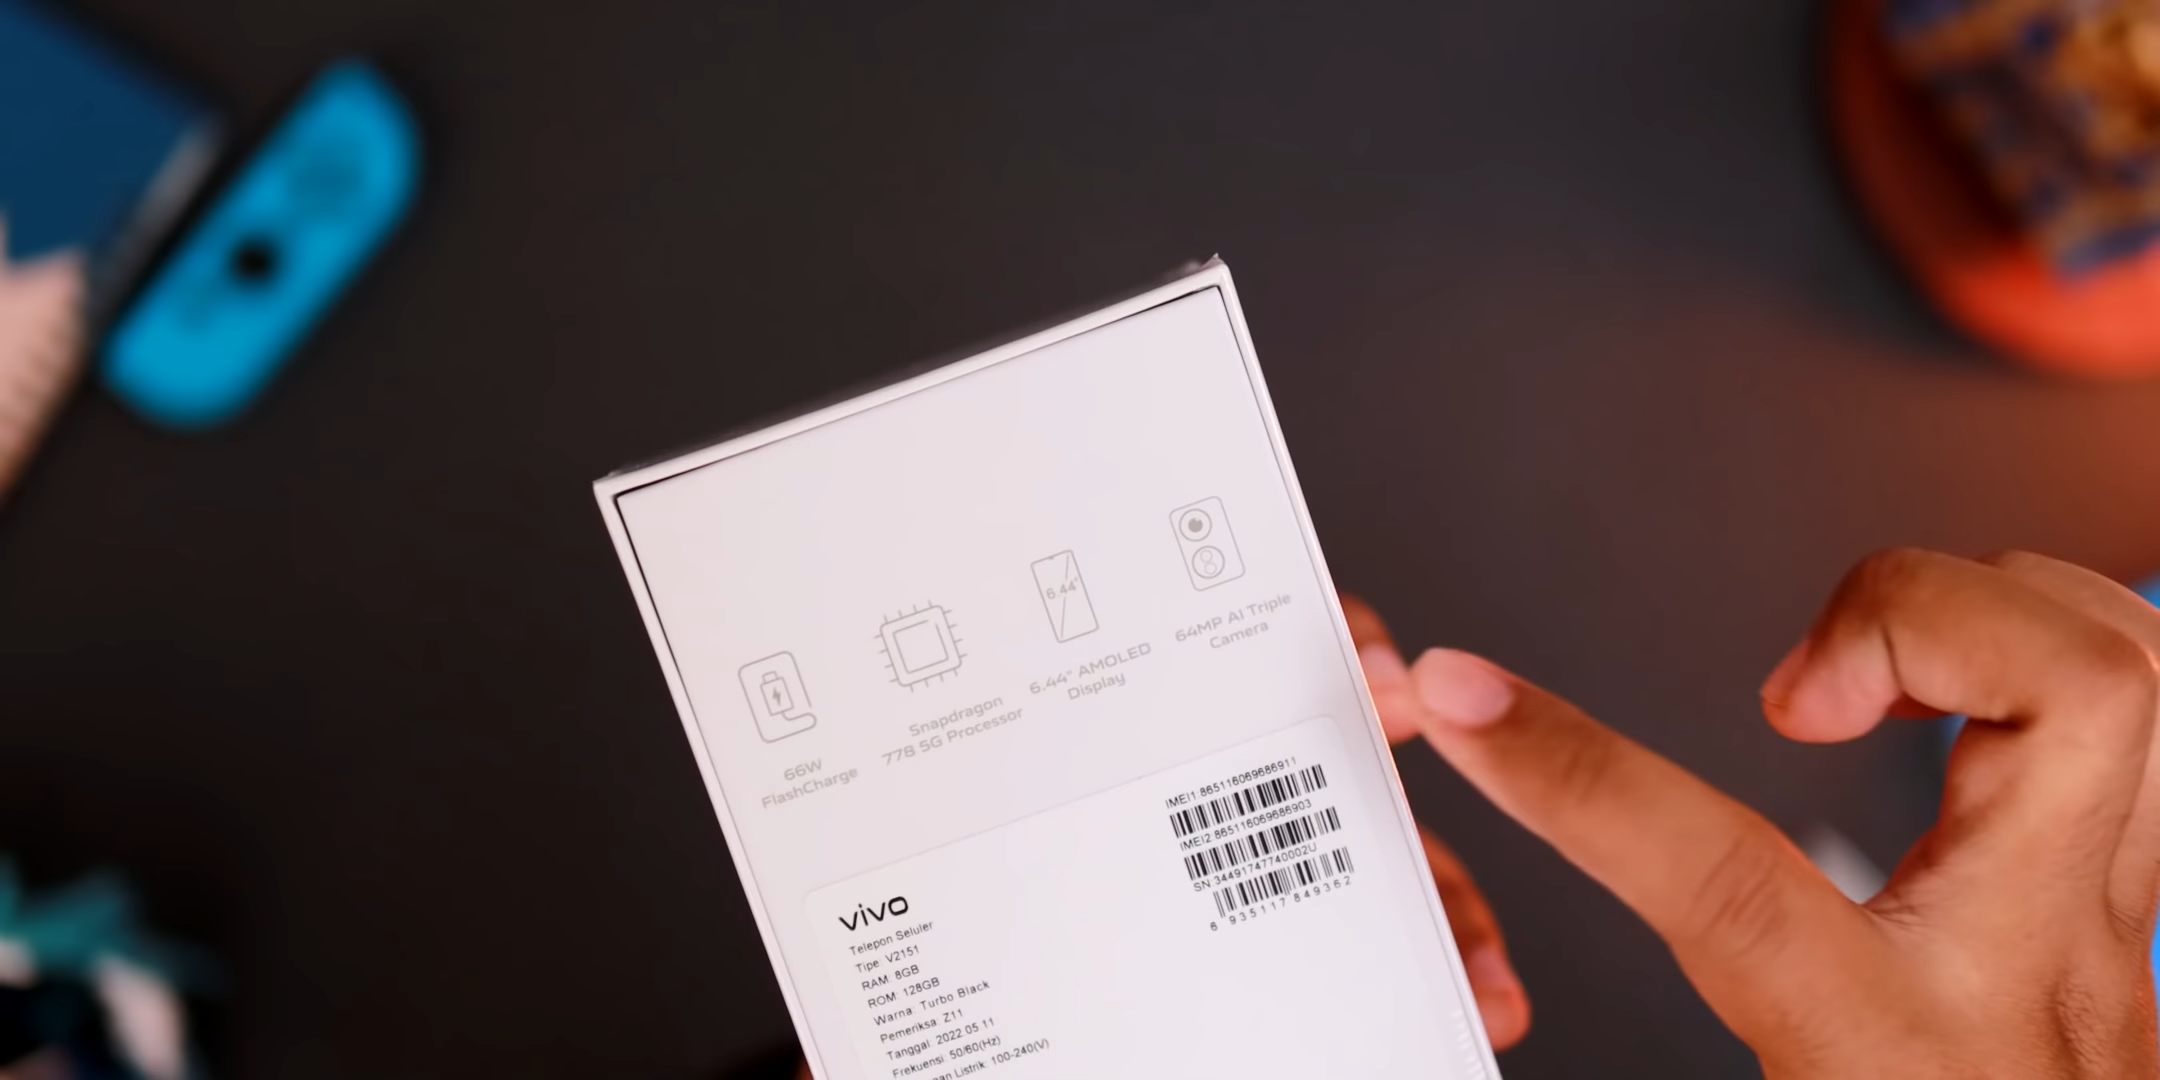 6.44"
64MP AI Triple
Camera
6.44" AMOLED
Display
Snapdragon
778 5G Processor
66W
FlashCharge
IMEI1 865116069686911
IMEI2 865116069686903
SN 34491747740002U
8 935117 849362
vivo
Telepon Seluler
Tipe: V2151
RAM: 8GB
ROM: 128GB
Warna: Turbo Black
Pemeriksa: Z11
Tanggal: 2022.05.11
Frekuensi: 50/60(Hz)
Listrik: 100-240(V)